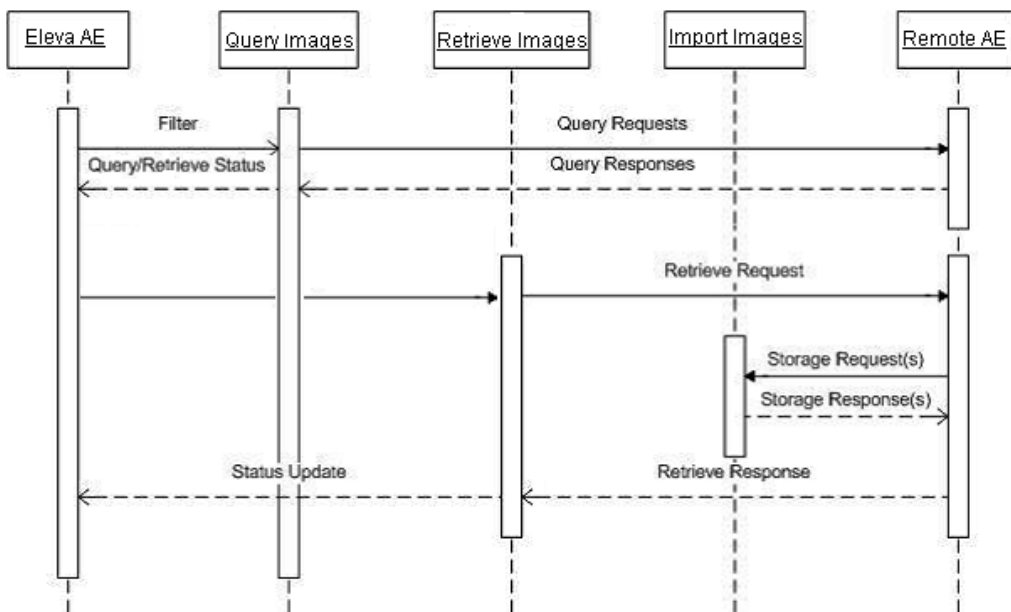 Eleva AE
Query Images
Retrieve Images
Import Images
Remote AE
Filter
Query Requests
Query/Retrieve Status
Query Responses
Retrieve Request
Storage Request(s)
Storage Response(s)
Status Update
Retrieve Response